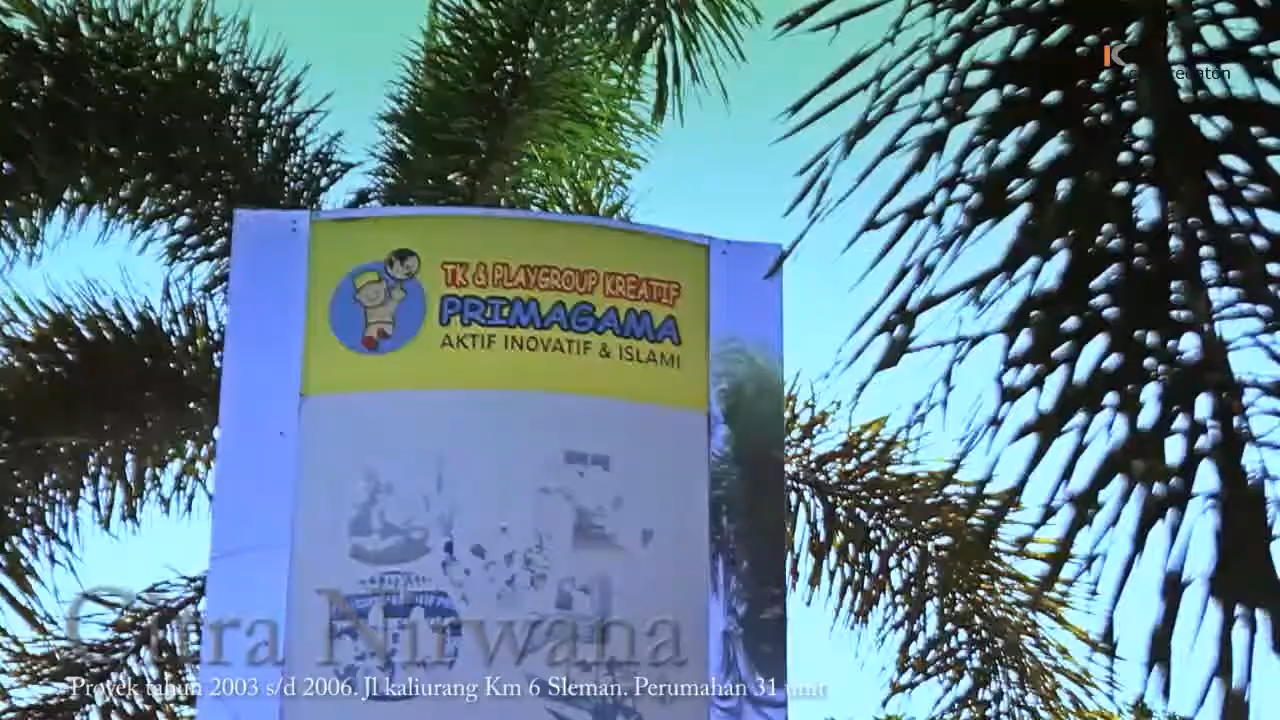 TK & PLAYGROUP KREATIF
PRIMAGAMA
AKTIF INOVATIF & ISLAMI
Citra Nirwana
Proyek tahun 2003 s/d 2006. Jl kaliurang Km 6 Sleman. Perumahan 31 unit